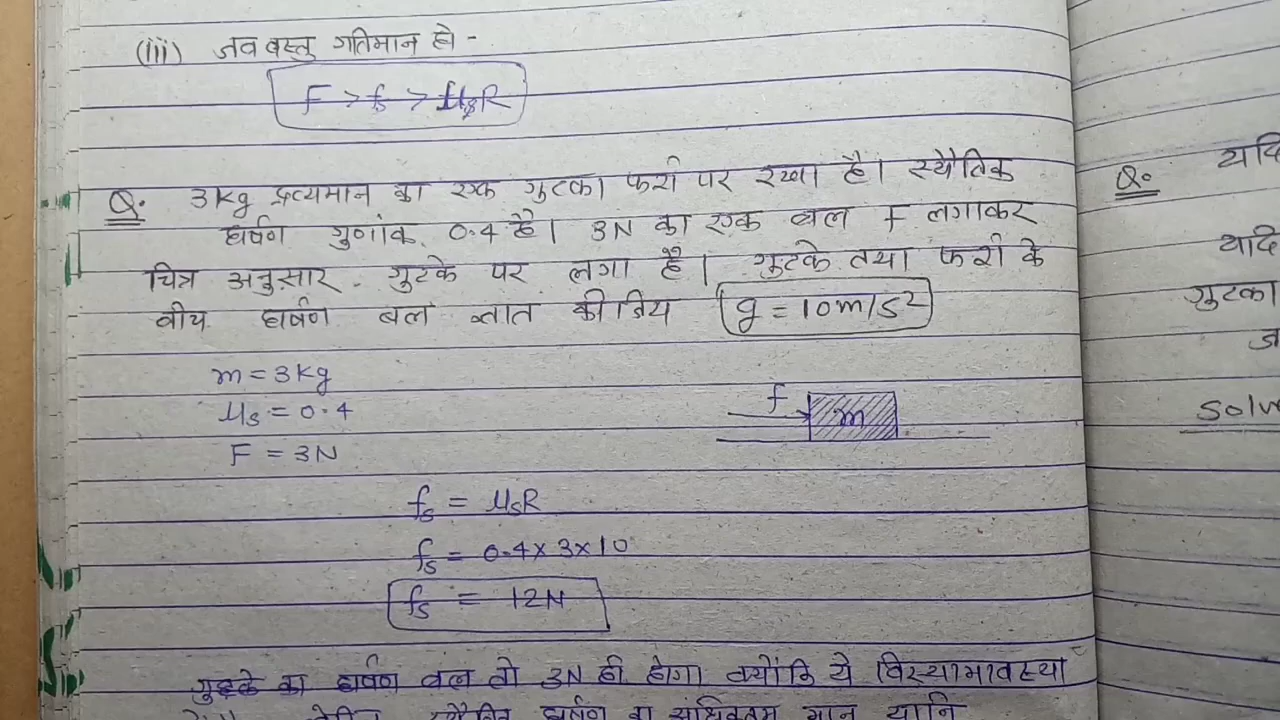 (iii) जब वस्तु गतिमान हो -
F > fs > μsR
Q. 3kg द्रव्यमान का एक गुटका फर्श पर रखा है। स्थैतिक
घर्षण गुणांक 0.4 है। 3N का एक बल F लगाकर
चित्र अनुसार. गुटके पर लगा है। गुटके तथा फर्श के
बीच घर्षण बल ज्ञात कीजिय g = 10m/s²
m = 3kg
μs = 0.4
F = 3N
f
m
fs = μsR
fs = 0.4 x 3 x 10
fs = 12N
गुटके का घर्षण बल तो 3N ही होगा क्योंकि ये विरामावस्था
घर्षण का अधिकतम मान यानि
Q. यदि
यदि
गुटका
Solve